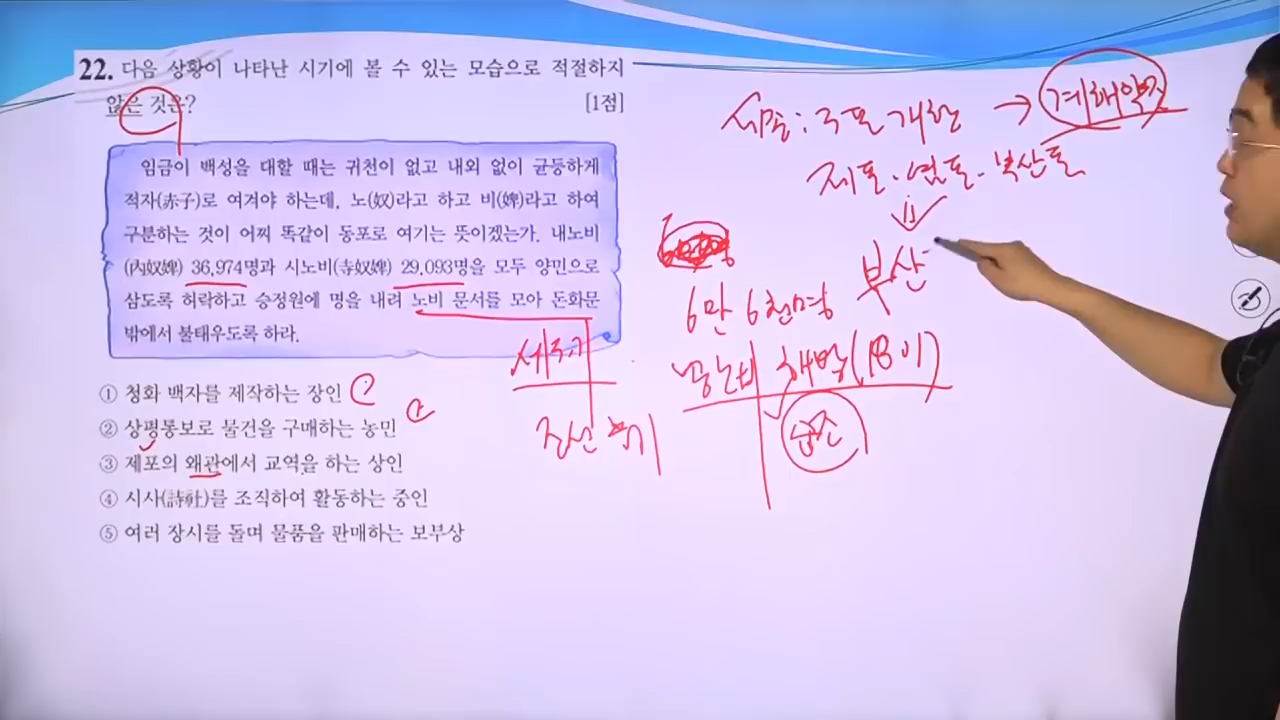 22. 다음 상황이 나타난 시기에 볼 수 있는 모습으로 적절하지
않은 것은? [1점]
임금이 백성을 대할 때는 귀천이 없고 내외 없이 균등하게
적자(赤子)로 여겨야 하는데, 노(奴)라고 하고 비(婢)라고 하여
구분하는 것이 어찌 똑같이 동포로 여기는 뜻이겠는가. 내노비
(內奴婢) 36,974명과 시노비(寺奴婢) 29,093명을 모두 양민으로
삼도록 허락하고 승정원에 명을 내려 노비 문서를 모아 돈화문
밖에서 불태우도록 하라.
① 청화 백자를 제작하는 장인
② 상평통보로 물건을 구매하는 농민
③ 제포의 왜관에서 교역을 하는 상인
④ 시사(詩社)를 조직하여 활동하는 중인
⑤ 여러 장시를 돌며 물품을 판매하는 보부상
세종: 3포 개항 → 계해약조
제포·염포·부산포
부산
6만 6천명
공노비 해방(1801)
순조
세도기
조선 후기